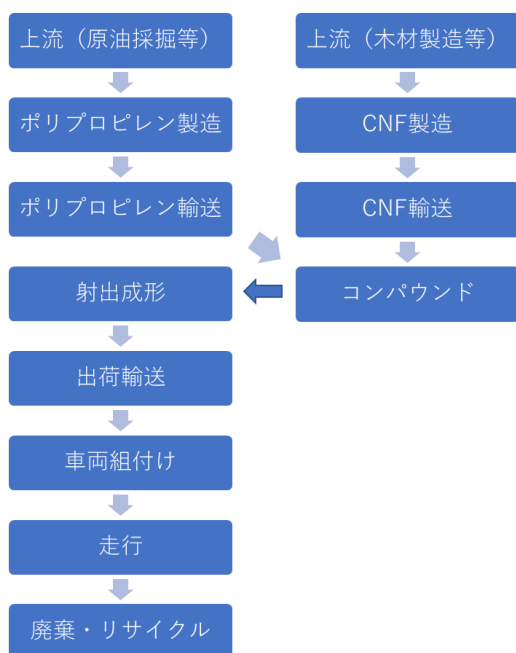 上流（原油採掘等）
ポリプロピレン製造
ポリプロピレン輸送
上流（木材製造等）
CNF製造
CNF輸送
コンパウンド
射出成形
出荷輸送
車両組付け
走行
廃棄・リサイクル